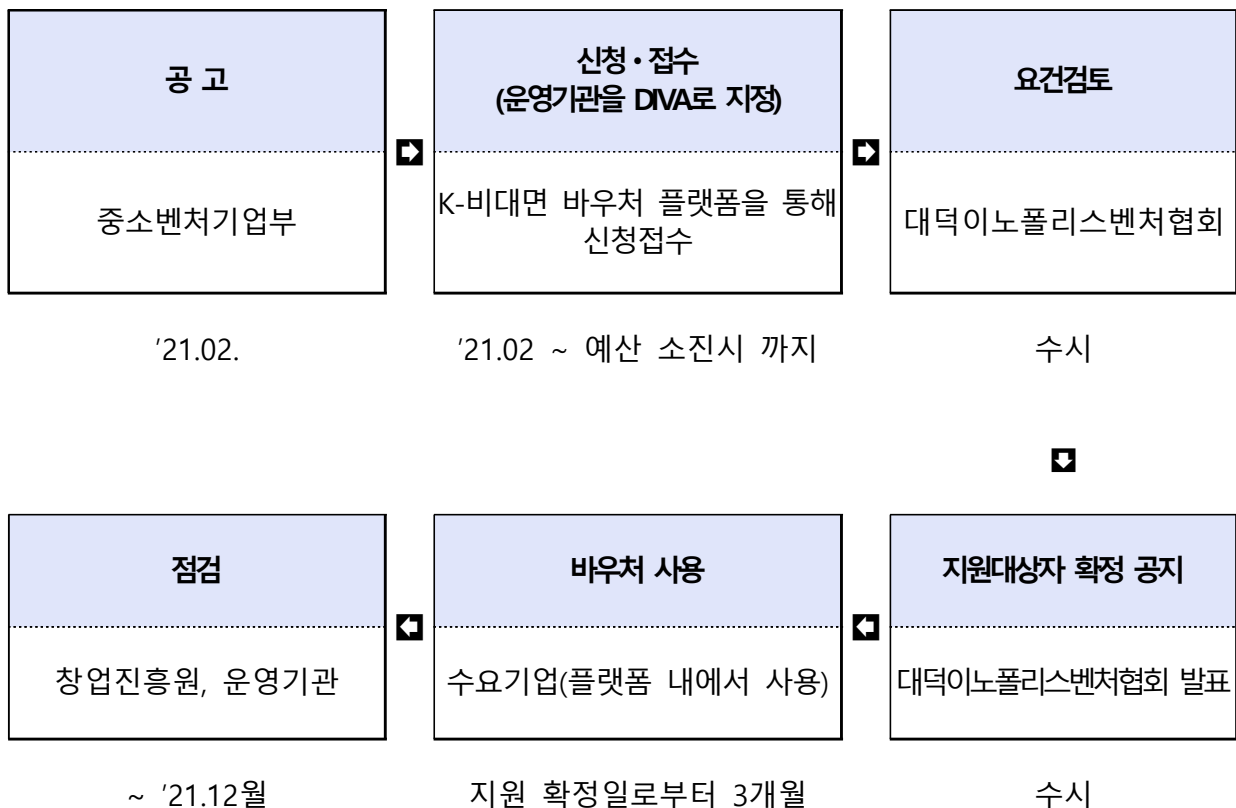 공 고
신청·접수
(운영기관을 DIVA로 지정)
요건검토
중소벤처기업부
K-비대면 바우처 플랫폼을 통해
신청접수
대덕이노폴리스벤처협회
'21.02.
'21.02 ~ 예산 소진시 까지
수시
점검
바우처 사용
지원대상자 확정 공지
창업진흥원, 운영기관
수요기업(플랫폼 내에서 사용)
대덕이노폴리스벤처협회 발표
~ '21.12월
지원 확정일로부터 3개월
수시